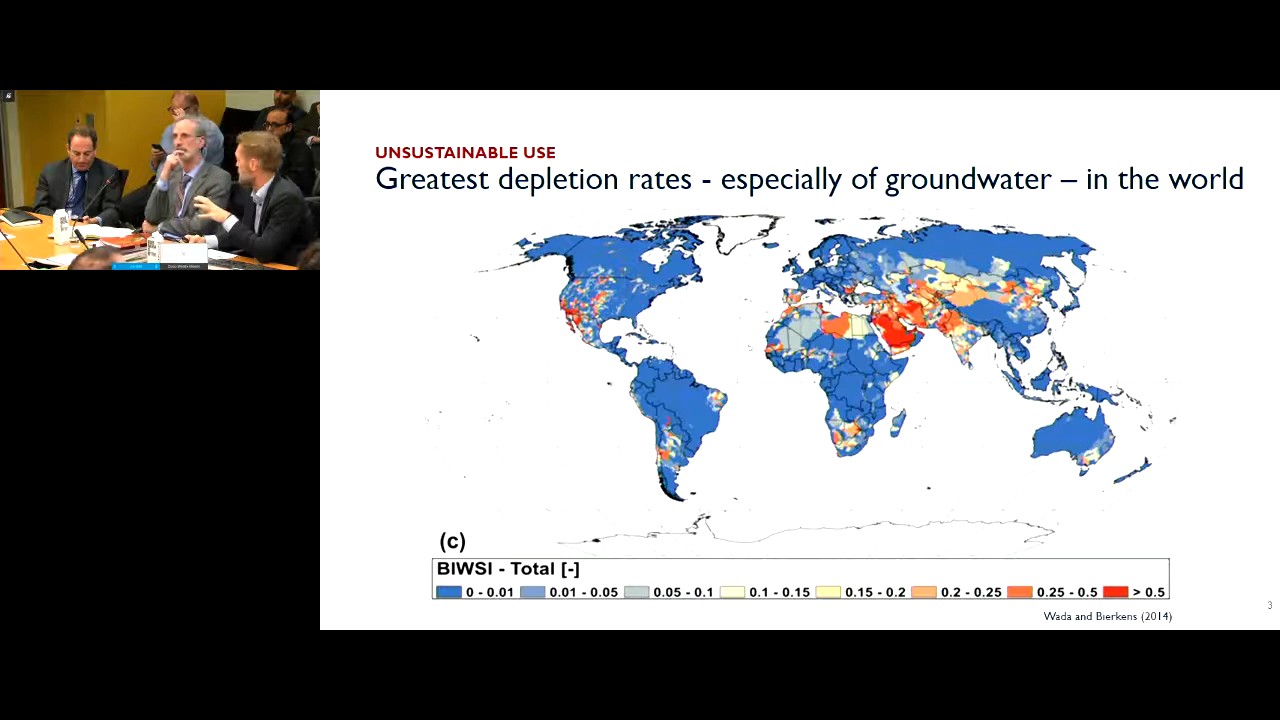 UNSUSTAINABLE USE
Greatest depletion rates - especially of groundwater – in the world
(c)
BIWSI - Total [-]
0 - 0.01 0.01 - 0.05 0.05 - 0.1 0.1 - 0.15 0.15 - 0.2 0.2 - 0.25 0.25 - 0.5 > 0.5
Wada and Bierkens (2014)
3